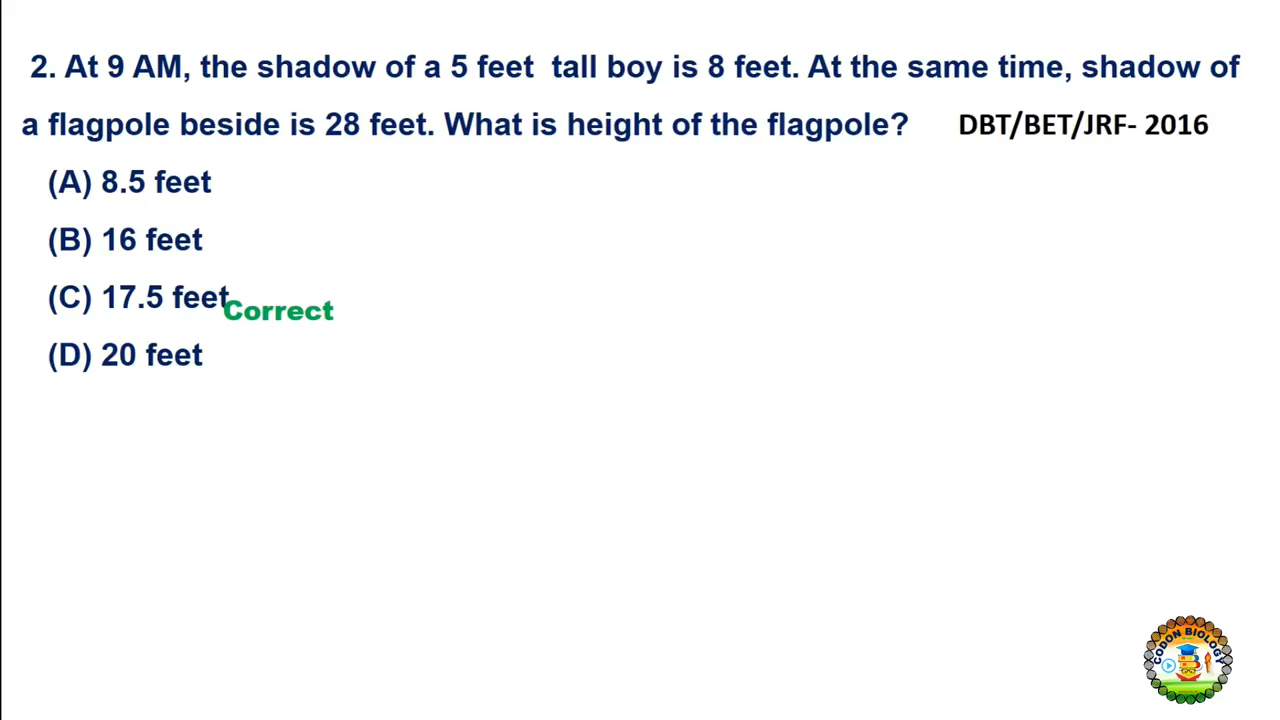 2. At 9 AM, the shadow of a 5 feet tall boy is 8 feet. At the same time, shadow of
a flagpole beside is 28 feet. What is height of the flagpole? DBT/BET/JRF- 2016
(A) 8.5 feet
(B) 16 feet
(C) 17.5 feet
Correct
(D) 20 feet
CODON BIOLOGY